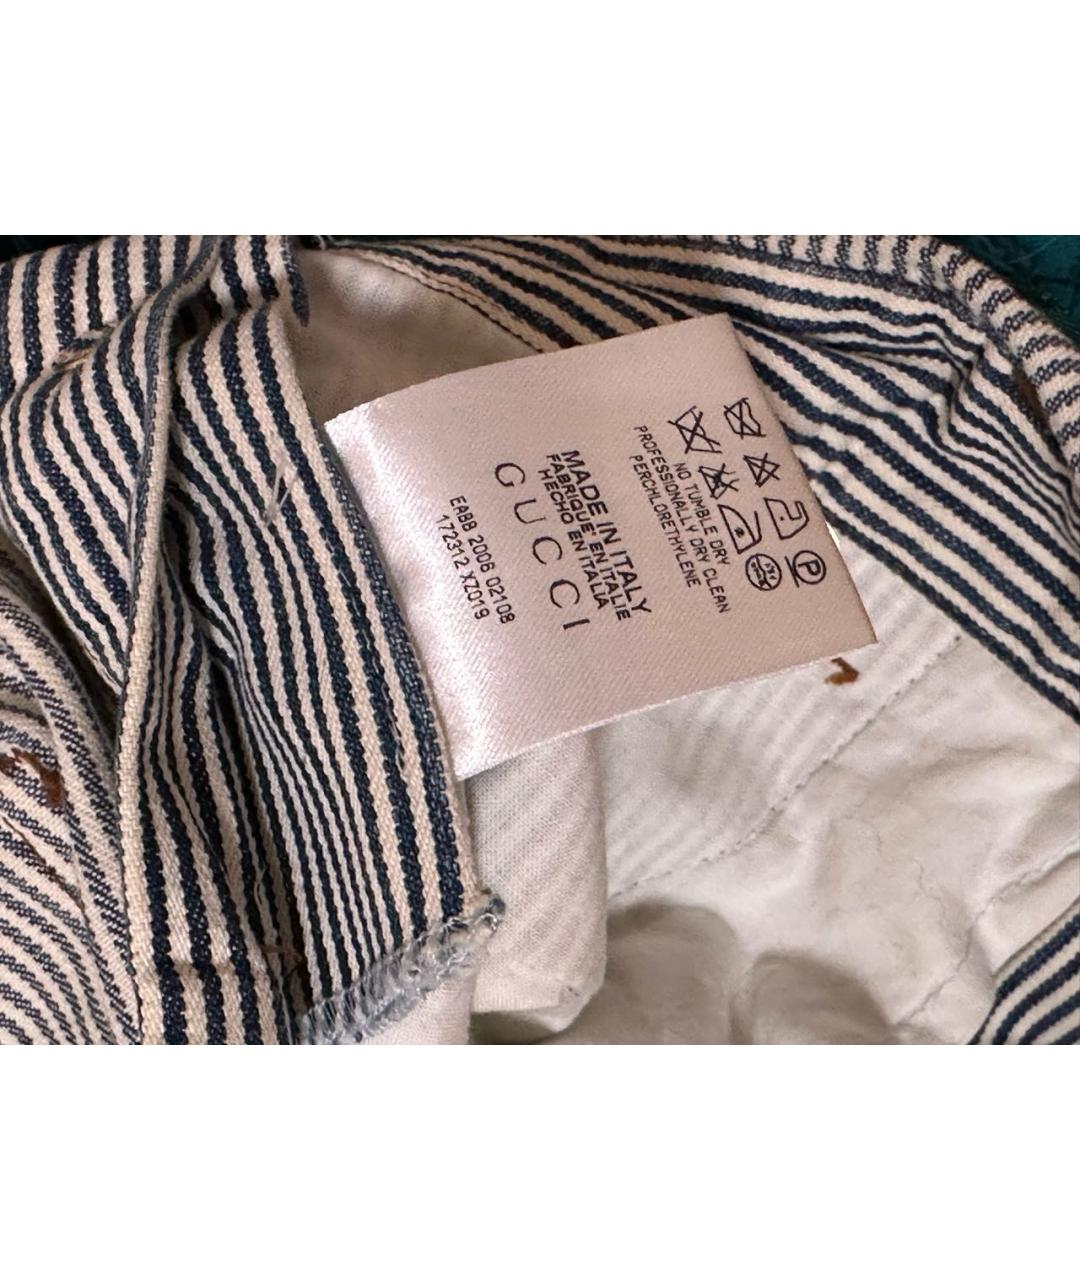 Ⓟ
NO TUMBLE DRY
PROFESSIONALLY DRY CLEAN
PERCHLORETHYLENE
MADE IN ITALY
FABRIQUE' EN ITALIE
HECHO EN ITALIA
GUCCI
EABB 2006 02108
172312 XZ019